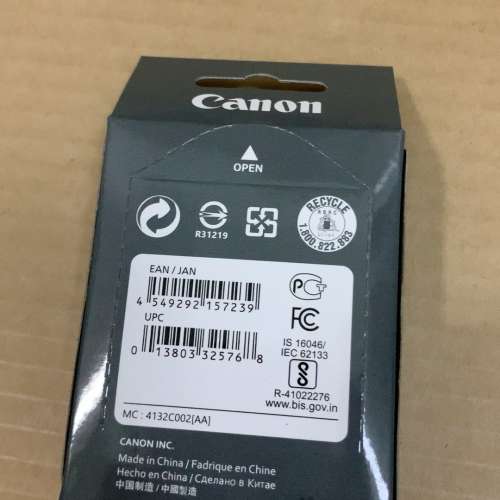 Canon
OPEN
R31219
RECYCLE
1.800.822.8837
EAN / JAN
4 549292 157239
UPC
0 13803 32576 8
PCT
FC
IS 16046/
IEC 62133
R-41022276
www.bis.gov.in
MC : 4132C002[AA]
CANON INC.
Made in China / Fabriqué en Chine
Hecho en China / Сделано в Китае
中国制造 / 中國製造